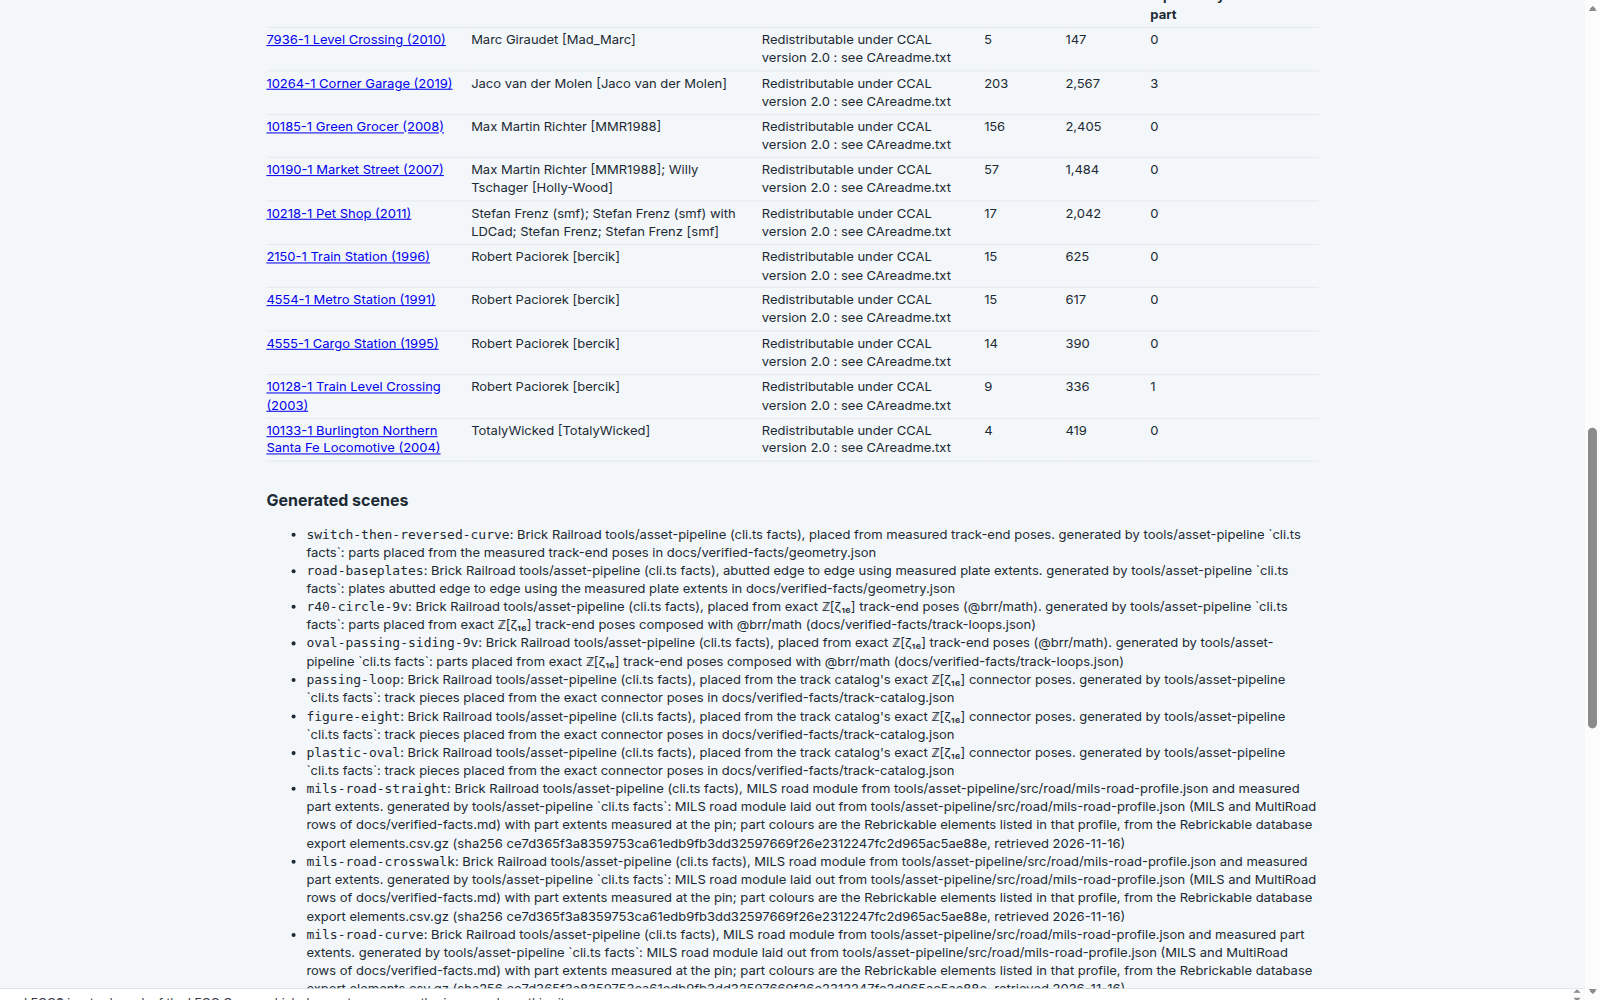 part
7936-1 Level Crossing (2010) Marc Giraudet [Mad_Marc] Redistributable under CCAL 5 147 0
version 2.0 : see CAreadme.txt
10264-1 Corner Garage (2019) Jaco van der Molen [Jaco van der Molen] Redistributable under CCAL 203 2,567 3
version 2.0 : see CAreadme.txt
10185-1 Green Grocer (2008) Max Martin Richter [MMR1988] Redistributable under CCAL 156 2,405 0
version 2.0 : see CAreadme.txt
10190-1 Market Street (2007) Max Martin Richter [MMR1988]; Willy Redistributable under CCAL 57 1,484 0
Tschager [Holly-Wood] version 2.0 : see CAreadme.txt
10218-1 Pet Shop (2011) Stefan Frenz (smf); Stefan Frenz (smf) with Redistributable under CCAL 17 2,042 0
LDCad; Stefan Frenz; Stefan Frenz [smf] version 2.0 : see CAreadme.txt
2150-1 Train Station (1996) Robert Paciorek [bercik] Redistributable under CCAL 15 625 0
version 2.0 : see CAreadme.txt
4554-1 Metro Station (1991) Robert Paciorek [bercik] Redistributable under CCAL 15 617 0
version 2.0 : see CAreadme.txt
4555-1 Cargo Station (1995) Robert Paciorek [bercik] Redistributable under CCAL 14 390 0
version 2.0 : see CAreadme.txt
10128-1 Train Level Crossing Robert Paciorek [bercik] Redistributable under CCAL 9 336 1
(2003) version 2.0 : see CAreadme.txt
10133-1 Burlington Northern TotalyWicked [TotalyWicked] Redistributable under CCAL 4 419 0
Santa Fe Locomotive (2004) version 2.0 : see CAreadme.txt
Generated scenes
• switch-then-reversed-curve: Brick Railroad tools/asset-pipeline (cli.ts facts), placed from measured track-end poses. generated by tools/asset-pipeline `cli.ts
facts`: parts placed from the measured track-end poses in docs/verified-facts/geometry.json
• road-baseplates: Brick Railroad tools/asset-pipeline (cli.ts facts), abutted edge to edge using measured plate extents. generated by tools/asset-pipeline `cli.ts
facts`: plates abutted edge to edge using the measured plate extents in docs/verified-facts/geometry.json
• r40-circle-9v: Brick Railroad tools/asset-pipeline (cli.ts facts), placed from exact ℤ[ζ₁₆] track-end poses (@brr/math). generated by tools/asset-pipeline `cli.ts
facts`: parts placed from exact ℤ[ζ₁₆] track-end poses composed with @brr/math (docs/verified-facts/track-loops.json)
• oval-passing-siding-9v: Brick Railroad tools/asset-pipeline (cli.ts facts), placed from exact ℤ[ζ₁₆] track-end poses (@brr/math). generated by tools/asset-
pipeline `cli.ts facts`: parts placed from exact ℤ[ζ₁₆] track-end poses composed with @brr/math (docs/verified-facts/track-loops.json)
• passing-loop: Brick Railroad tools/asset-pipeline (cli.ts facts), placed from the track catalog's exact ℤ[ζ₁₆] connector poses. generated by tools/asset-pipeline
`cli.ts facts`: track pieces placed from the exact connector poses in docs/verified-facts/track-catalog.json
• figure-eight: Brick Railroad tools/asset-pipeline (cli.ts facts), placed from the track catalog's exact ℤ[ζ₁₆] connector poses. generated by tools/asset-pipeline
`cli.ts facts`: track pieces placed from the exact connector poses in docs/verified-facts/track-catalog.json
• plastic-oval: Brick Railroad tools/asset-pipeline (cli.ts facts), placed from the track catalog's exact ℤ[ζ₁₆] connector poses. generated by tools/asset-pipeline
`cli.ts facts`: track pieces placed from the exact connector poses in docs/verified-facts/track-catalog.json
• mils-road-straight: Brick Railroad tools/asset-pipeline (cli.ts facts), MILS road module from tools/asset-pipeline/src/road/mils-road-profile.json and measured
part extents. generated by tools/asset-pipeline `cli.ts facts`: MILS road module laid out from tools/asset-pipeline/src/road/mils-road-profile.json (MILS and MultiRoad
rows of docs/verified-facts.md) with part extents measured at the pin; part colours are the Rebrickable elements listed in that profile, from the Rebrickable database
export elements.csv.gz (sha256 ce7d365f3a8359753ca61edb9fb3dd32597669f26e2312247fc2d965ac5ae88e, retrieved 2026-11-16)
• mils-road-crosswalk: Brick Railroad tools/asset-pipeline (cli.ts facts), MILS road module from tools/asset-pipeline/src/road/mils-road-profile.json and measured
part extents. generated by tools/asset-pipeline `cli.ts facts`: MILS road module laid out from tools/asset-pipeline/src/road/mils-road-profile.json (MILS and MultiRoad
rows of docs/verified-facts.md) with part extents measured at the pin; part colours are the Rebrickable elements listed in that profile, from the Rebrickable database
export elements.csv.gz (sha256 ce7d365f3a8359753ca61edb9fb3dd32597669f26e2312247fc2d965ac5ae88e, retrieved 2026-11-16)
• mils-road-curve: Brick Railroad tools/asset-pipeline (cli.ts facts), MILS road module from tools/asset-pipeline/src/road/mils-road-profile.json and measured part
extents. generated by tools/asset-pipeline `cli.ts facts`: MILS road module laid out from tools/asset-pipeline/src/road/mils-road-profile.json (MILS and MultiRoad
rows of docs/verified-facts.md) with part extents measured at the pin; part colours are the Rebrickable elements listed in that profile, from the Rebrickable database